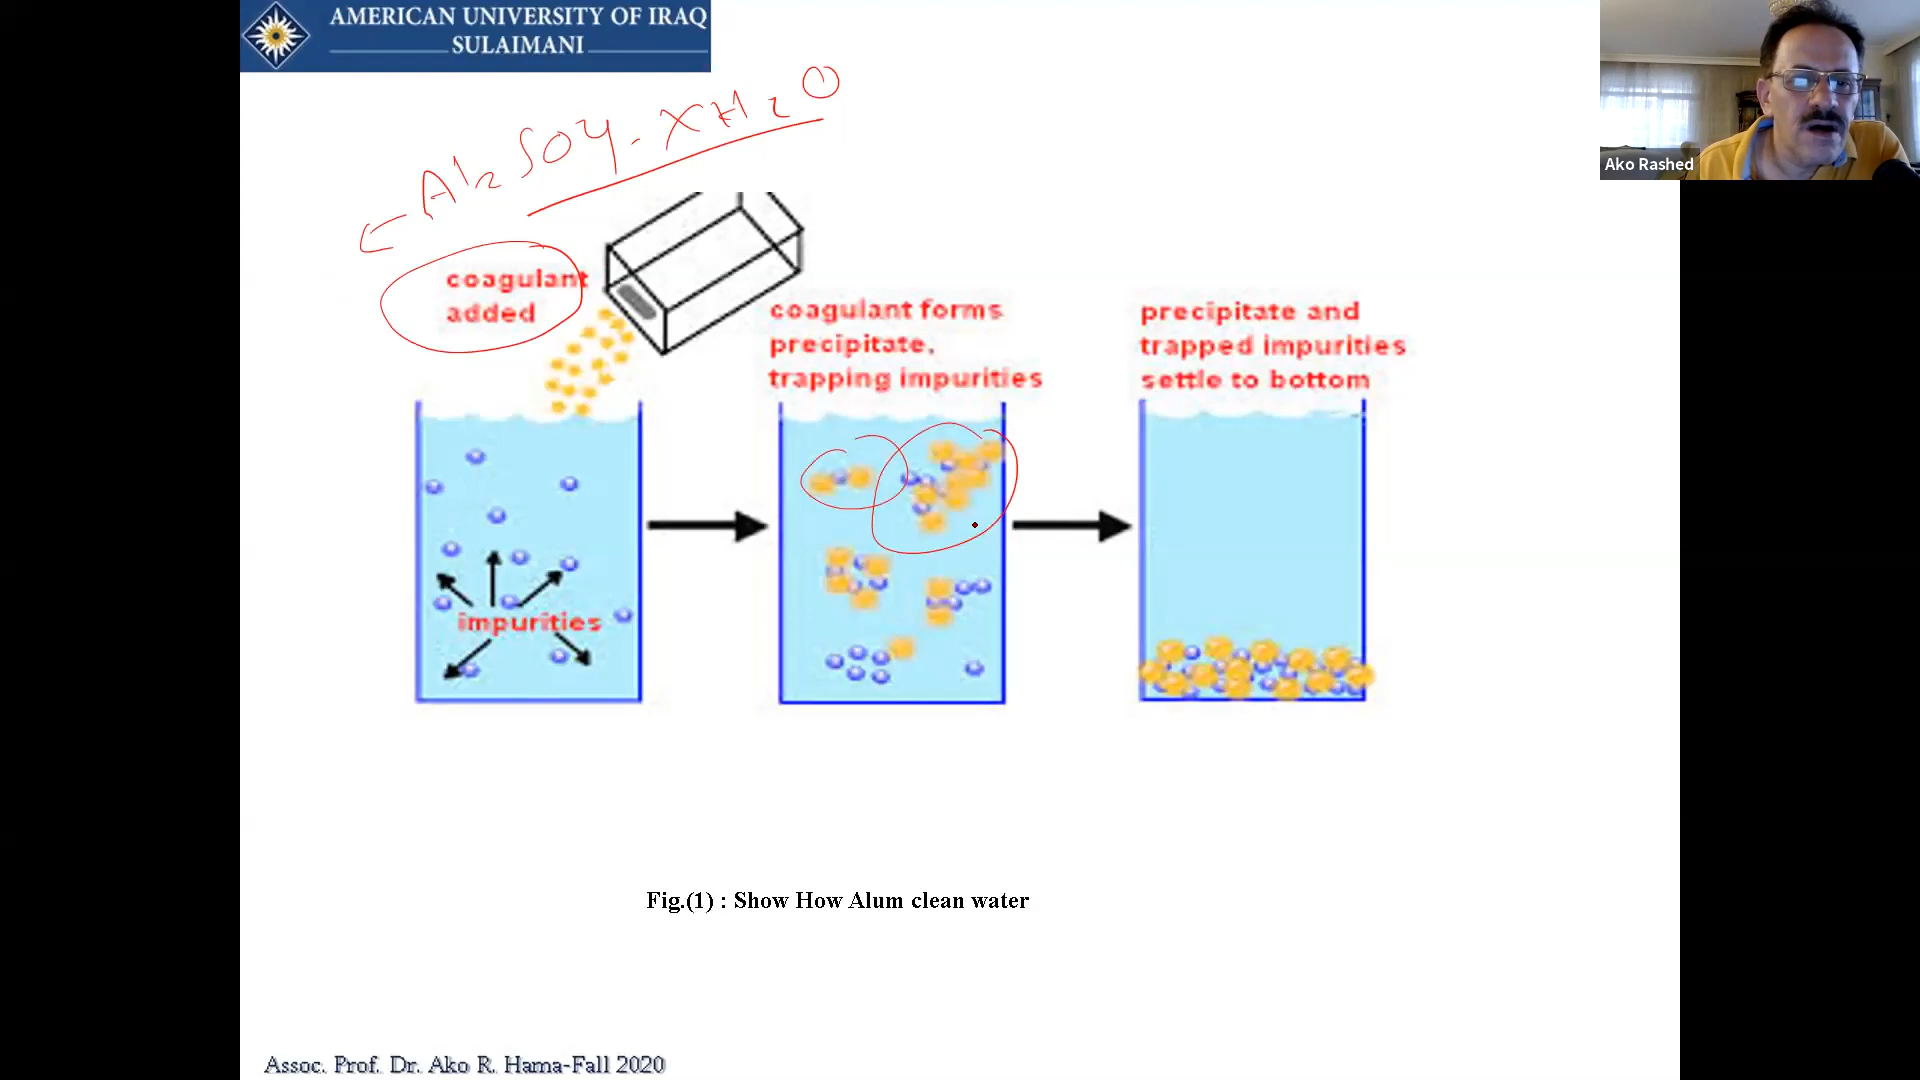 AMERICAN UNIVERSITY OF IRAQ
SULAIMANI
Al2SO4.XH2O
Ako Rashed
coagulant
added
coagulant forms
precipitate,
trapping impurities
precipitate and
trapped impurities
settle to bottom
impurities
Fig.(1) : Show How Alum clean water
Assoc. Prof. Dr. Ako R. Hama-Fall 2020